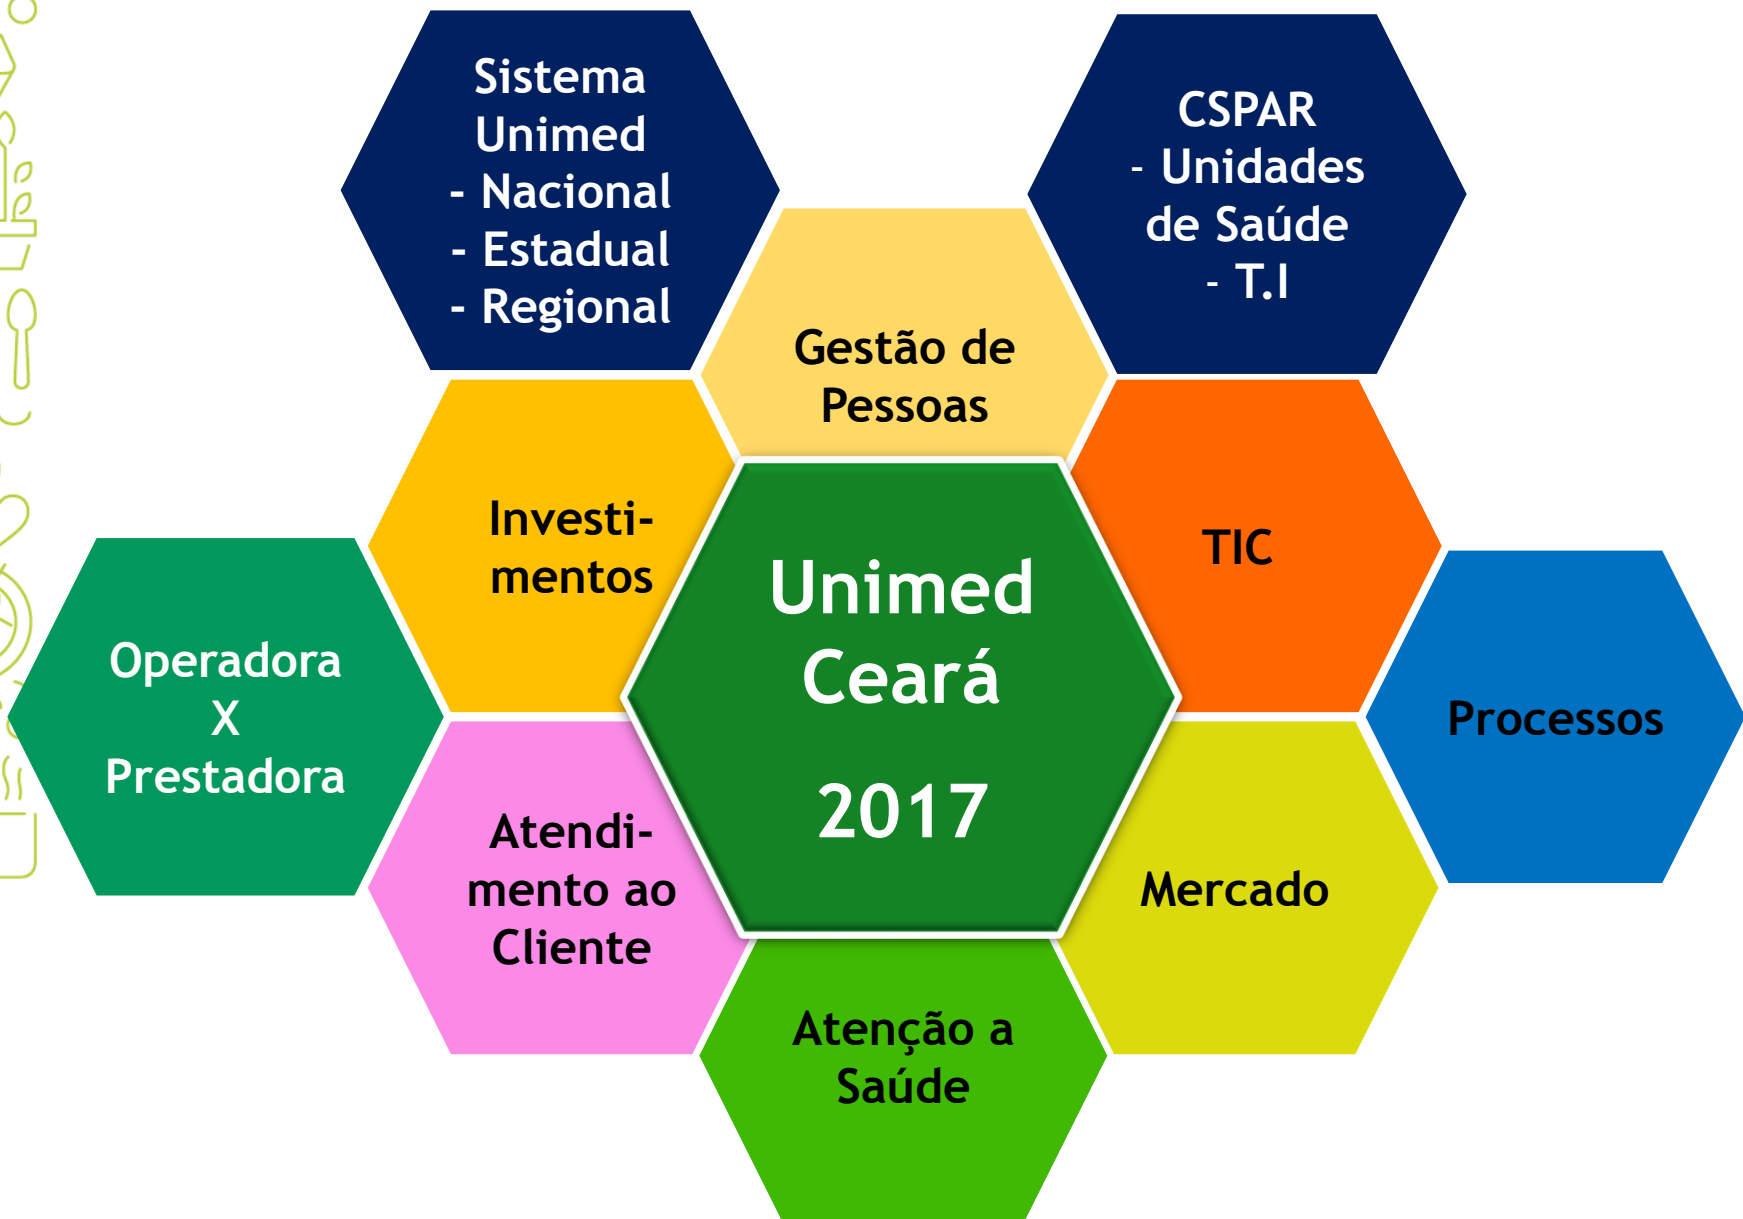 Sistema
Unimed
- Nacional
- Estadual
- Regional
CSPAR
- Unidades
de Saúde
- T.I
Gestão de
Pessoas
Investi-
mentos
TIC
Unimed
Ceará
2017
Operadora
X
Prestadora
Processos
Atendi-
mento ao
Cliente
Mercado
Atenção a
Saúde